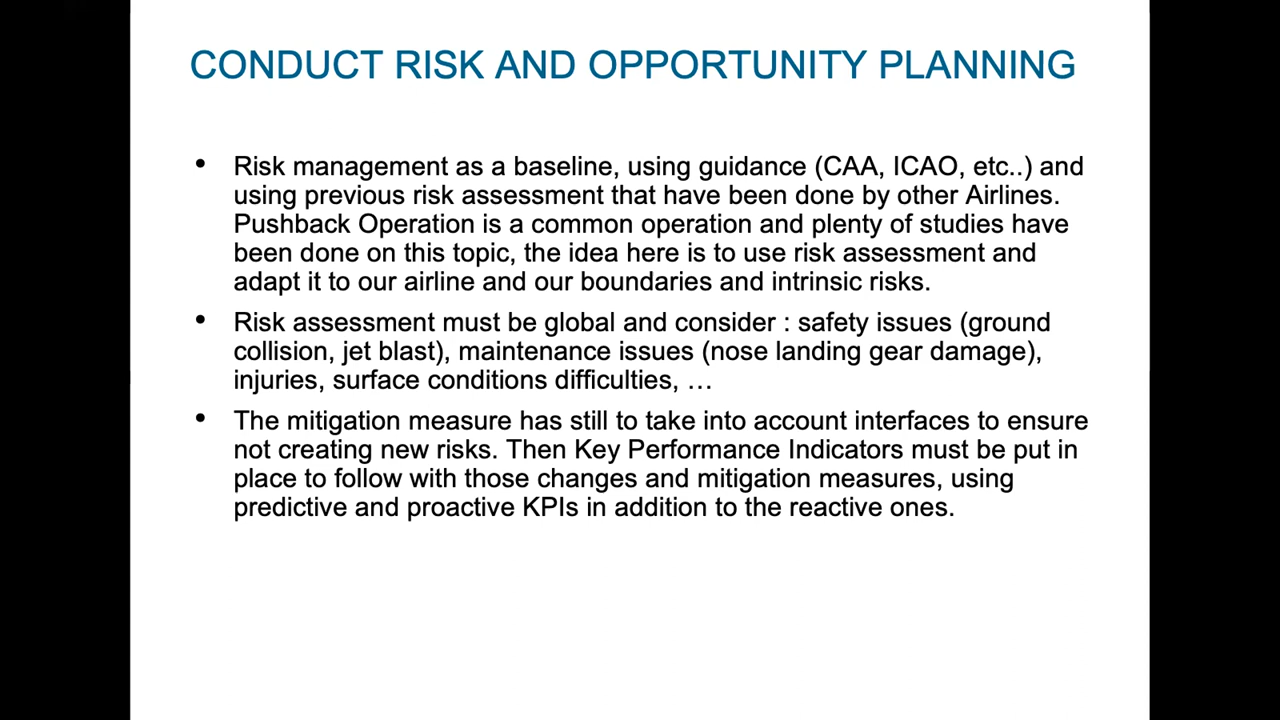 CONDUCT RISK AND OPPORTUNITY PLANNING
• Risk management as a baseline, using guidance (CAA, ICAO, etc..) and
using previous risk assessment that have been done by other Airlines.
Pushback Operation is a common operation and plenty of studies have
been done on this topic, the idea here is to use risk assessment and
adapt it to our airline and our boundaries and intrinsic risks.
• Risk assessment must be global and consider : safety issues (ground
collision, jet blast), maintenance issues (nose landing gear damage),
injuries, surface conditions difficulties, …
• The mitigation measure has still to take into account interfaces to ensure
not creating new risks. Then Key Performance Indicators must be put in
place to follow with those changes and mitigation measures, using
predictive and proactive KPIs in addition to the reactive ones.